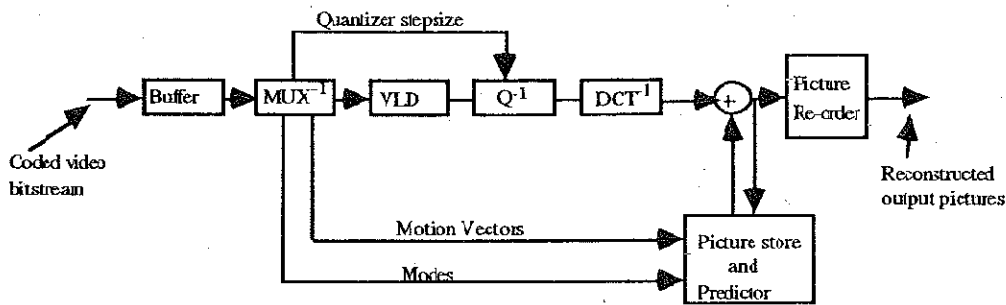 Quantizer stepsize
Buffer
MUX⁻¹
VLD
Q⁻¹
DCT⁻¹
+
Picture
Re-order
Coded video
bitstream
Reconstructed
output pictures
Motion Vectors
Modes
Picture store
and
Predictor